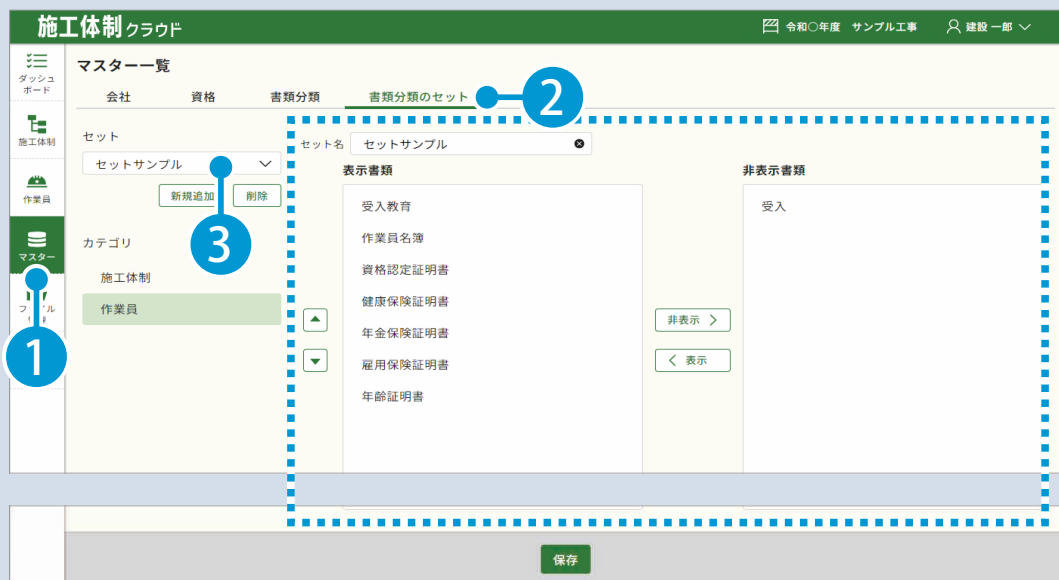 施工体制クラウド
令和○年度 サンプル工事
建設 一郎
ダッシュ
ボード
施工体制
作業員
マスター
マスター一覧
会社
資格
書類分類
書類分類のセット
2
セット
セットサンプル
新規追加
削除
3
カテゴリ
施工体制
作業員
1
セット名
セットサンプル
表示書類
受入教育
作業員名簿
資格認定証明書
健康保険証明書
年金保険証明書
雇用保険証明書
年齢証明書
非表示
表示
非表示書類
受入
保存